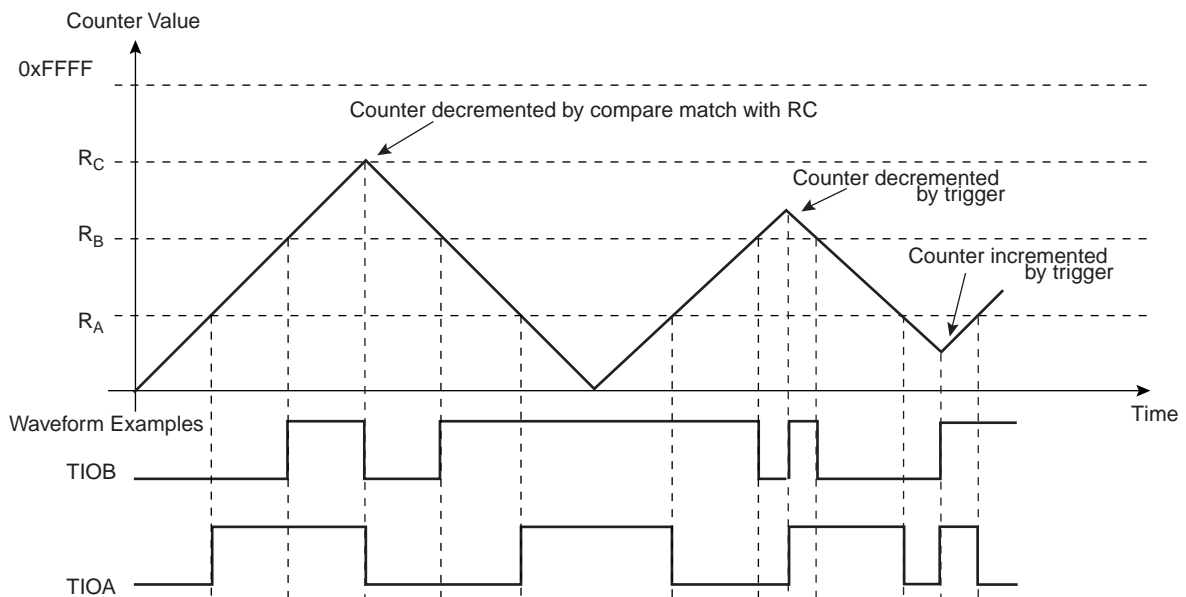 Counter Value
0xFFFF
Counter decremented by compare match with RC
RC
Counter decremented
by trigger
RB
Counter incremented
by trigger
RA
Time
Waveform Examples
TIOB
TIOA